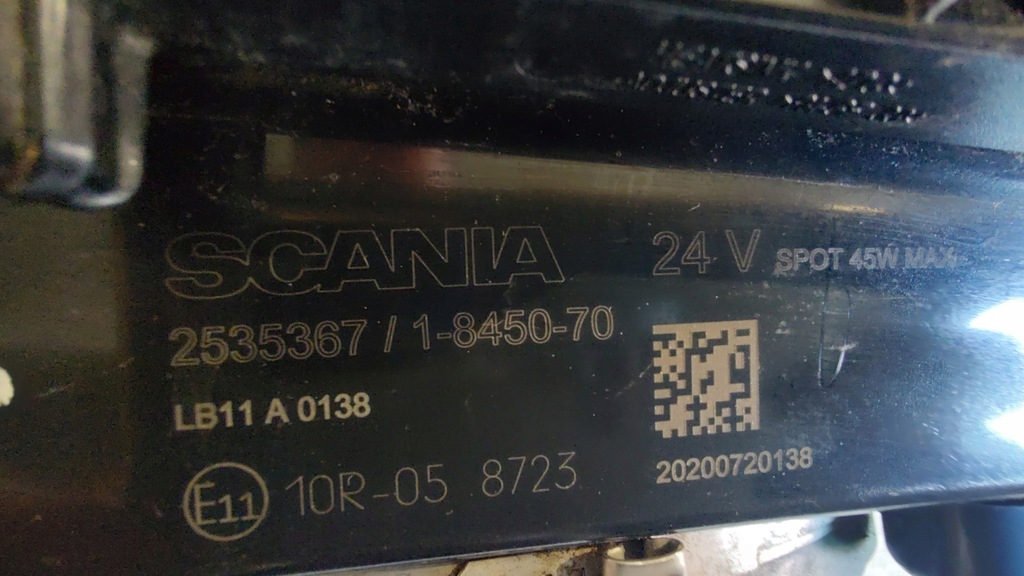 SCANIA
24 V SPOT 45W MAX
2535367 / 1-8450-70
LB11 A 0138
20200720138
E11 10R-05 8723